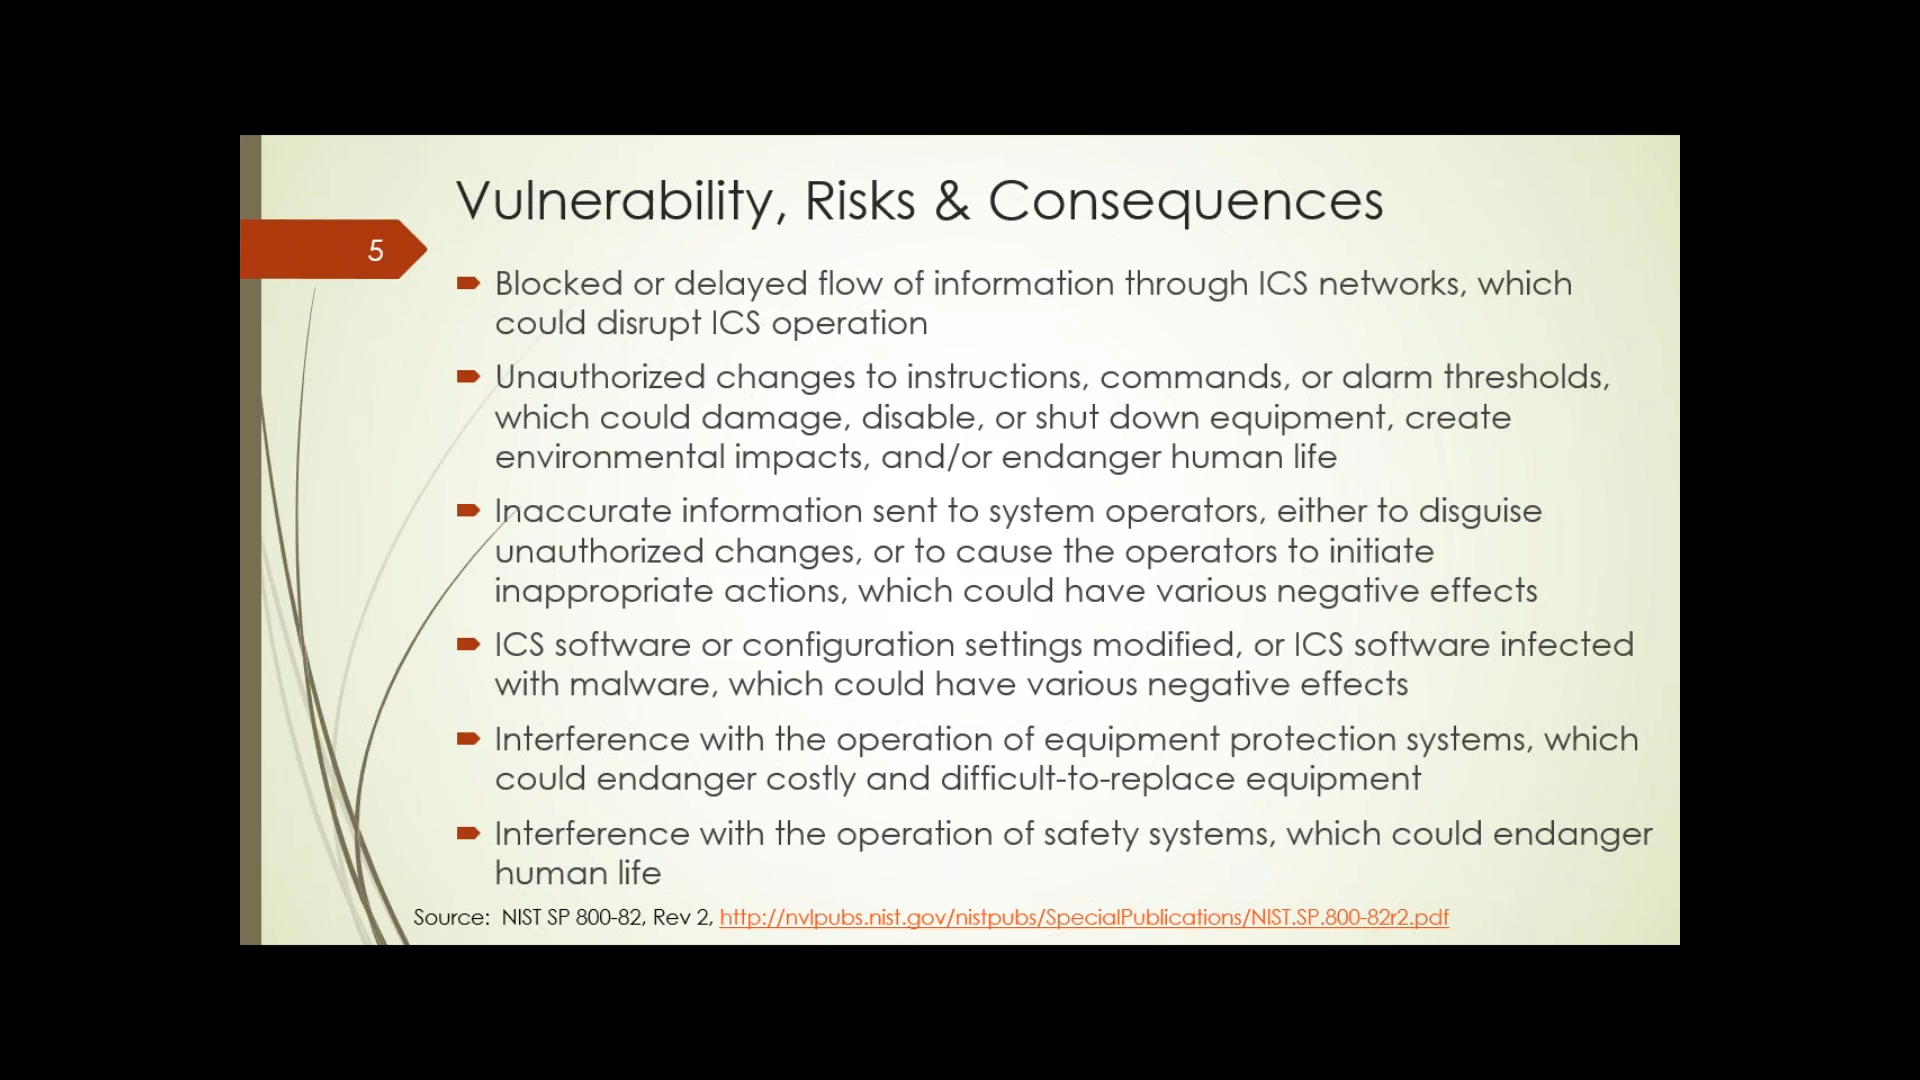 Vulnerability, Risks & Consequences
5
Blocked or delayed flow of information through ICS networks, which
could disrupt ICS operation
Unauthorized changes to instructions, commands, or alarm thresholds,
which could damage, disable, or shut down equipment, create
environmental impacts, and/or endanger human life
Inaccurate information sent to system operators, either to disguise
unauthorized changes, or to cause the operators to initiate
inappropriate actions, which could have various negative effects
ICS software or configuration settings modified, or ICS software infected
with malware, which could have various negative effects
Interference with the operation of equipment protection systems, which
could endanger costly and difficult-to-replace equipment
Interference with the operation of safety systems, which could endanger
human life
Source:  NIST SP 800-82, Rev 2, http://nvlpubs.nist.gov/nistpubs/SpecialPublications/NIST.SP.800-82r2.pdf